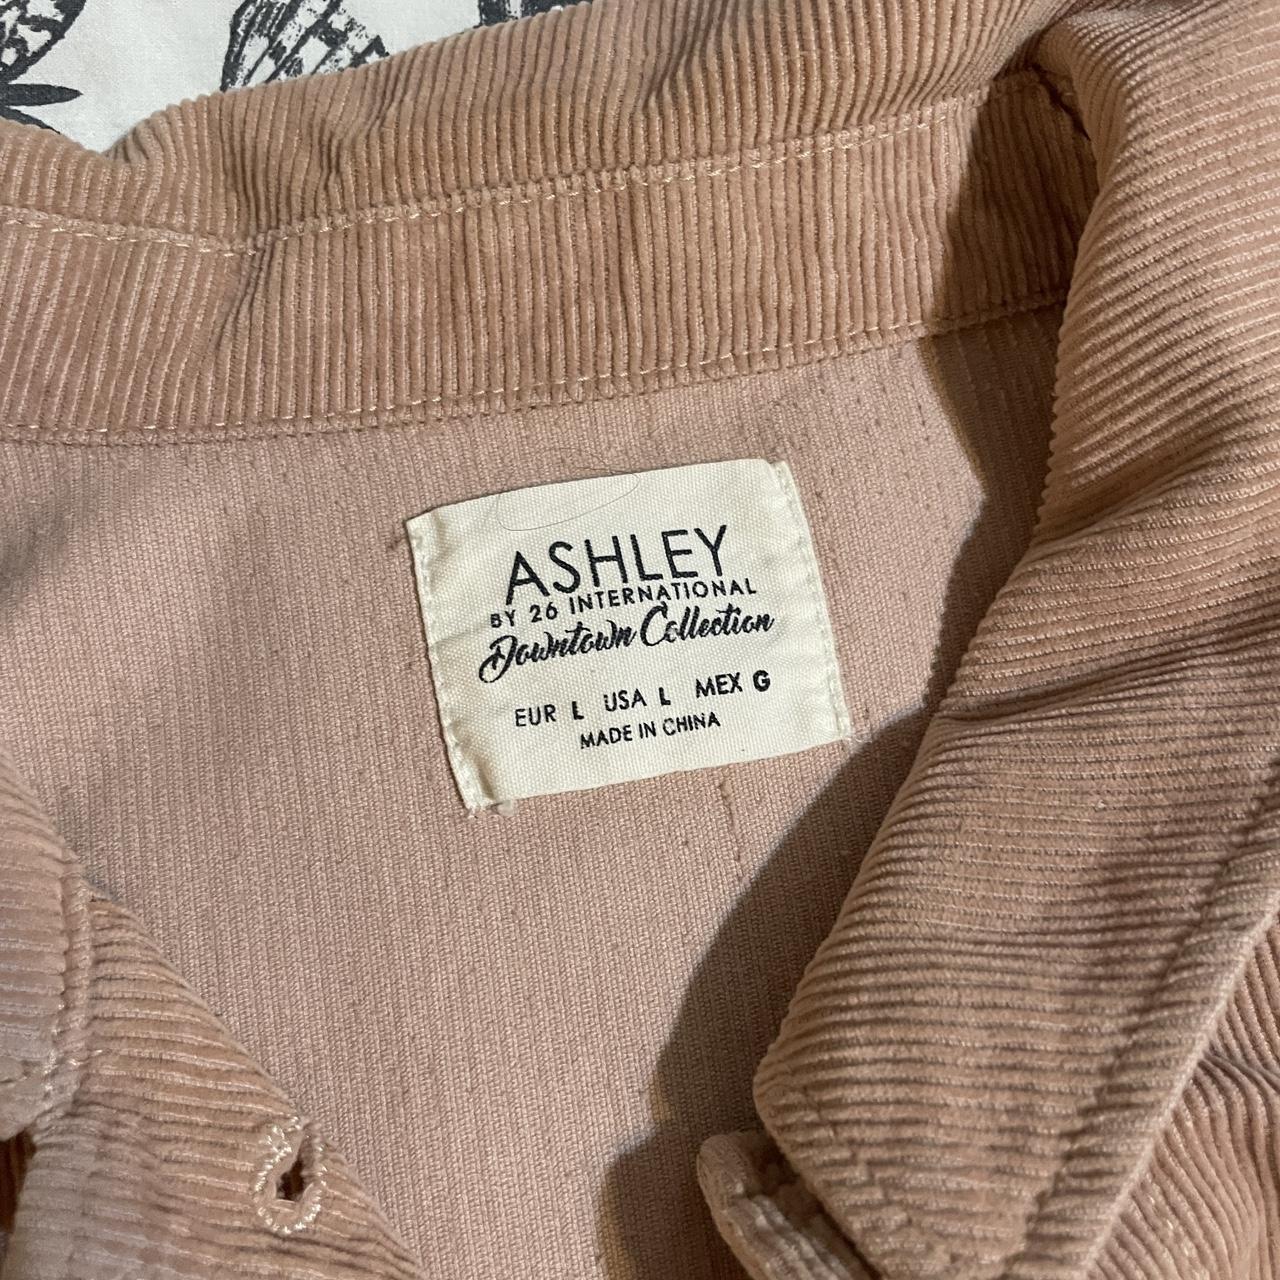 ASHLEY
BY 26 INTERNATIONAL
Downtown Collection
EUR L USA L MEX G
MADE IN CHINA